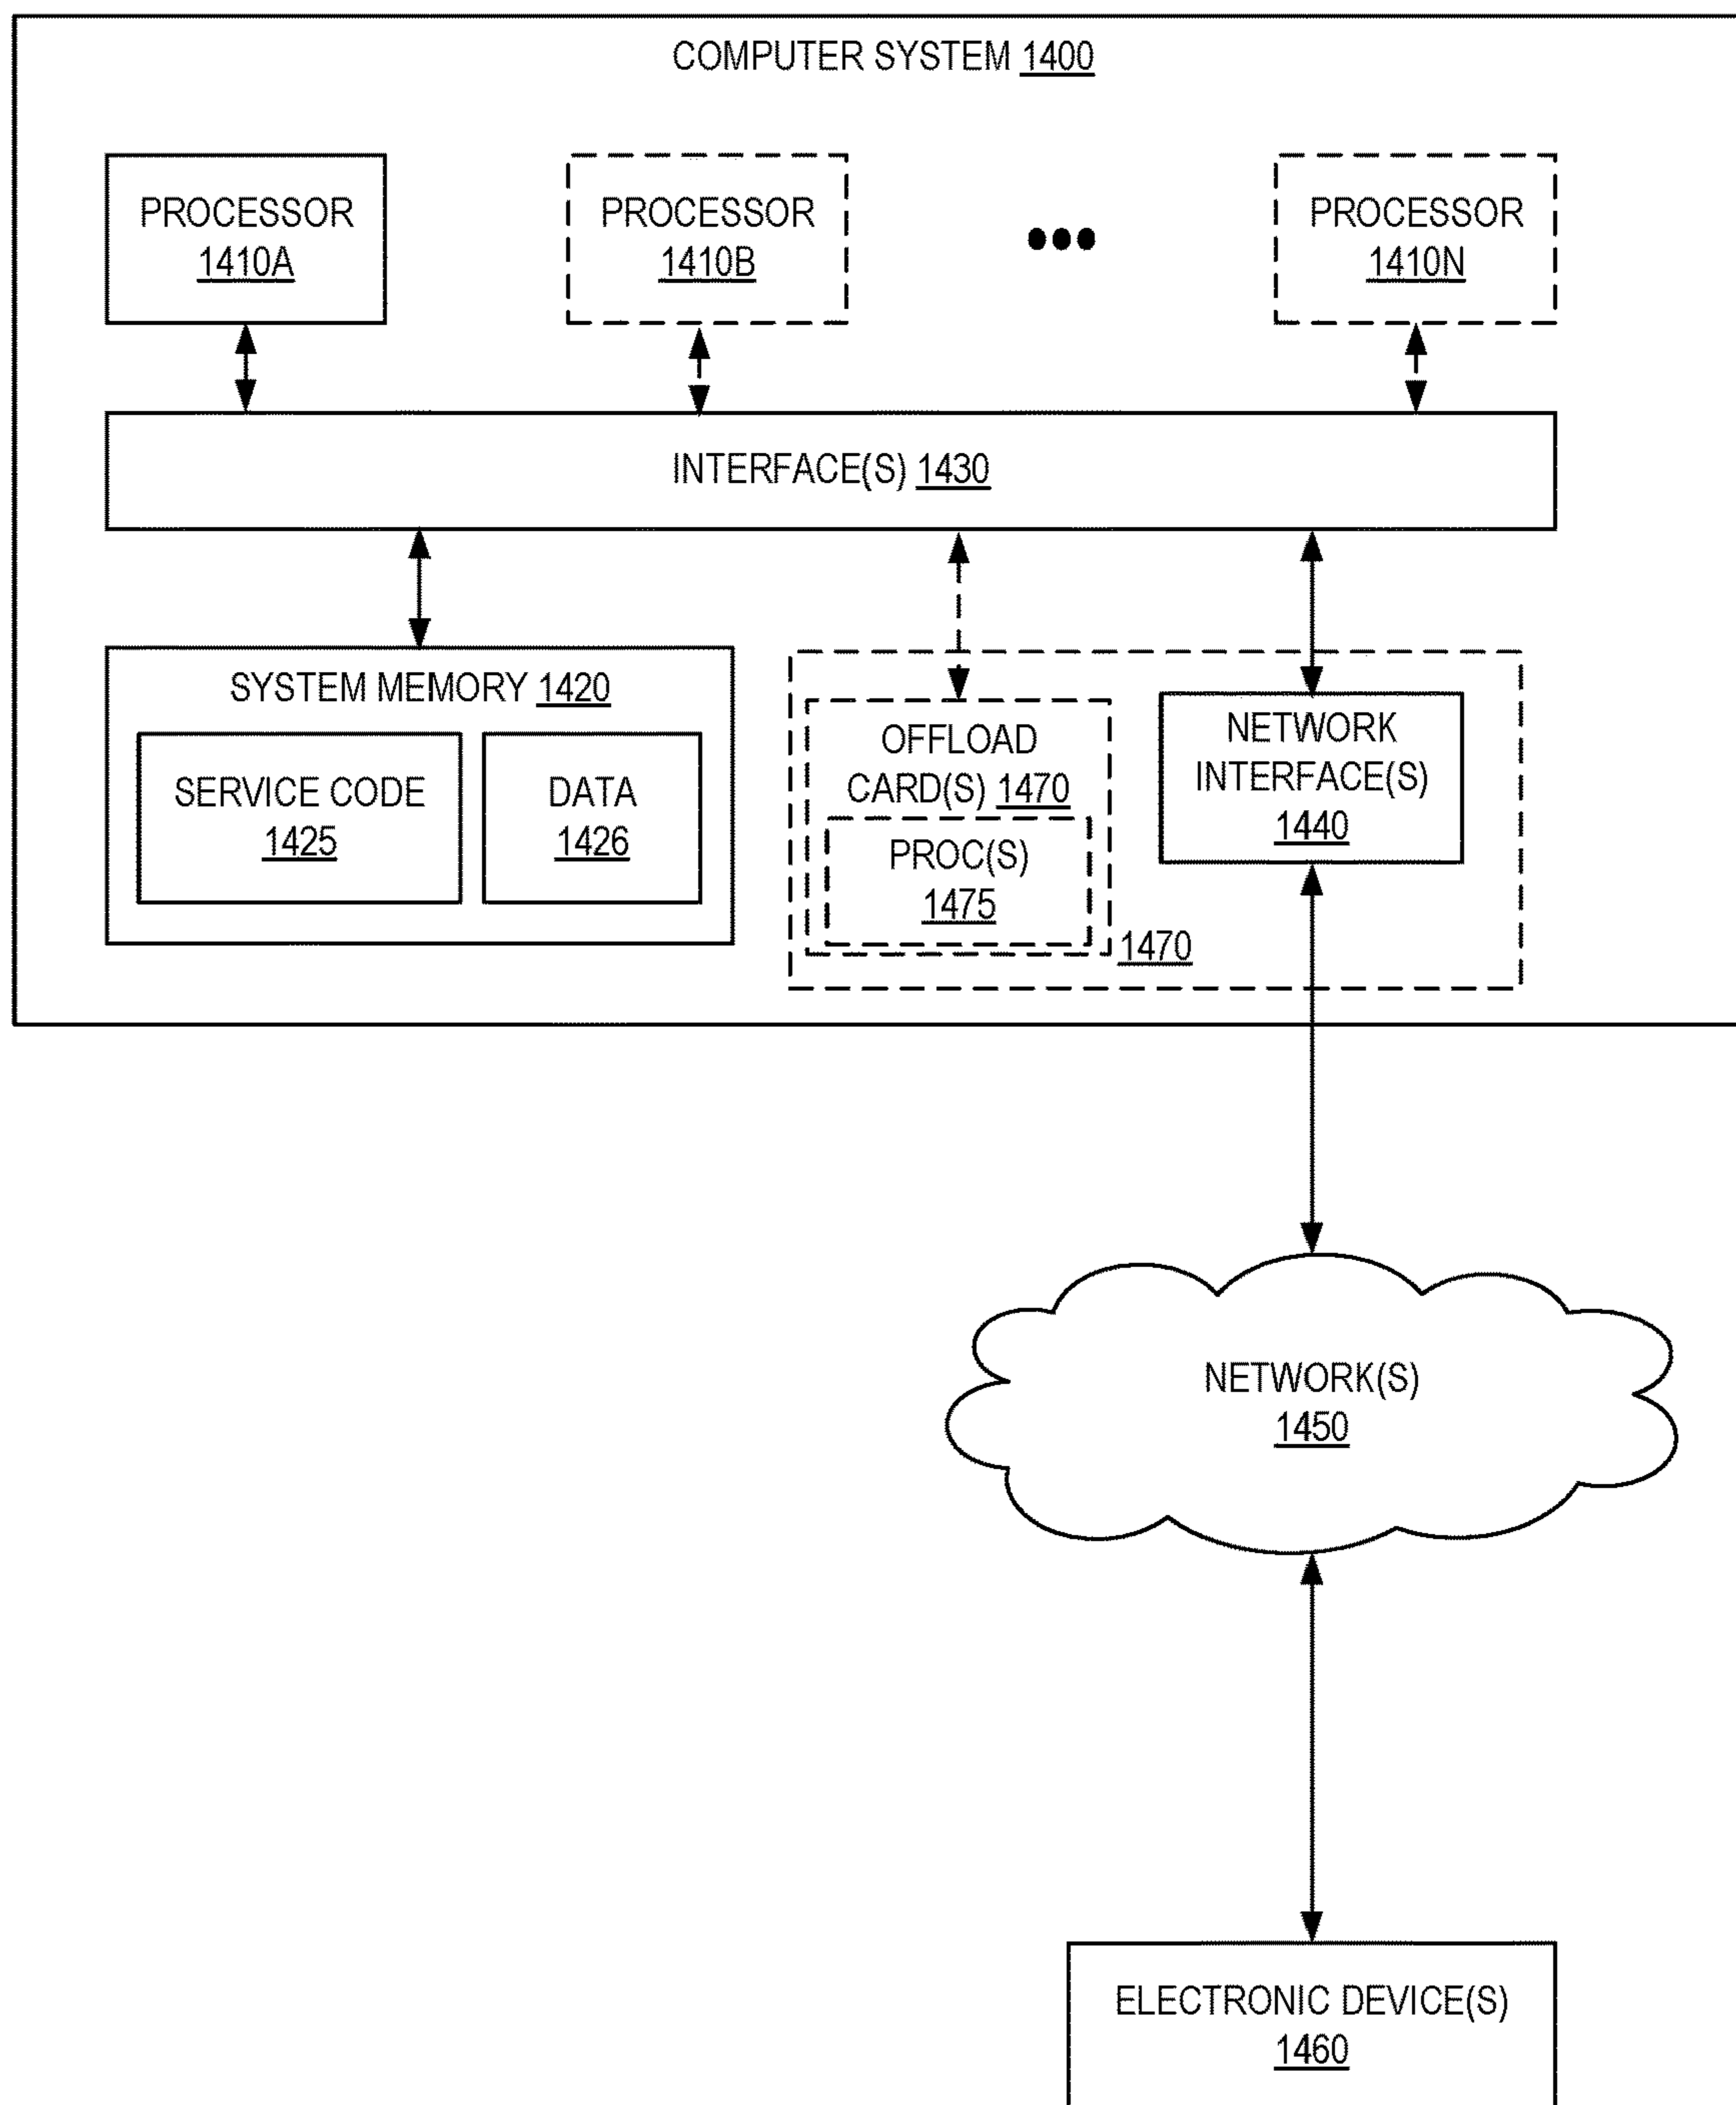 COMPUTER SYSTEM 1400
PROCESSOR
1410A
PROCESSOR
1410B
PROCESSOR
1410N
INTERFACE(S) 1430
SYSTEM MEMORY 1420
SERVICE CODE
1425
DATA
1426
OFFLOAD
CARD(S) 1470
PROC(S)
1475
1470
NETWORK
INTERFACE(S)
1440
NETWORK(S)
1450
ELECTRONIC DEVICE(S)
1460